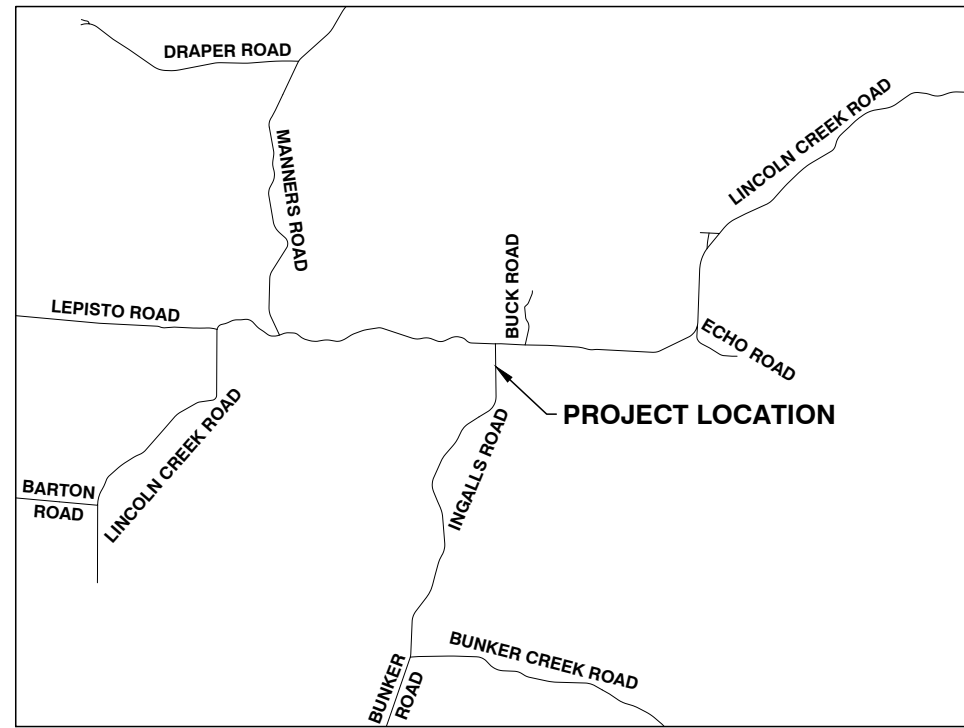 DRAPER ROAD
LINCOLN CREEK ROAD
MANNERS ROAD
BUCK ROAD
LEPISTO ROAD
ECHO ROAD
PROJECT LOCATION
LINCOLN CREEK ROAD
INGALLS ROAD
BARTON
ROAD
BUNKER CREEK ROAD
BUNKER
ROAD